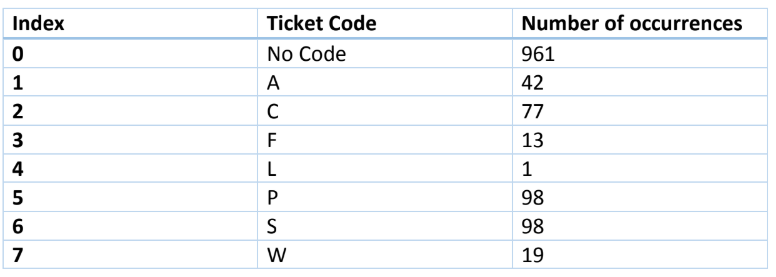 Index Ticket Code Number of occurrences
0 No Code 961
1 A 42
2 C 77
3 F 13
4 L 1
5 P 98
6 S 98
7 W 19